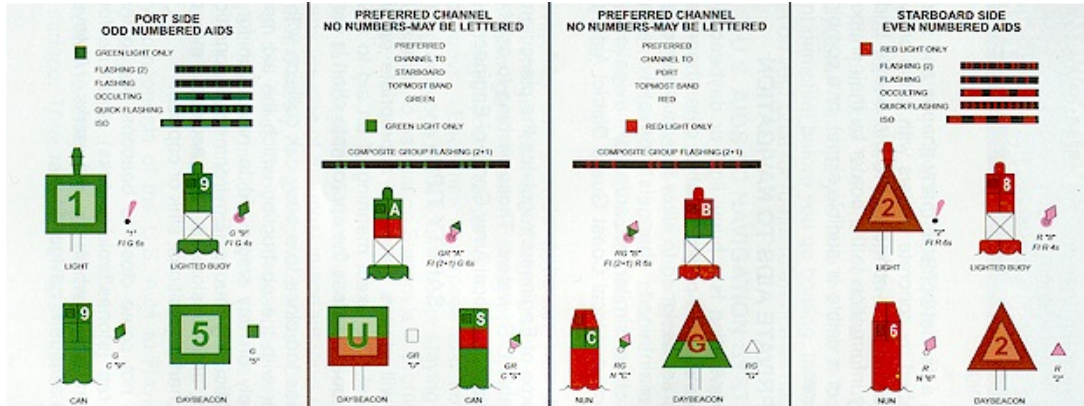 PORT SIDE
ODD NUMBERED AIDS
GREEN LIGHT ONLY
FLASHING (2)
FLASHING
OCCULTING
QUICK FLASHING
ISO
1
"1"
Fl G 6s
LIGHT
9
G "9"
Fl G 4s
LIGHTED BUOY
9
G
C "9"
CAN
5
G
"5"
DAYBEACON
PREFERRED CHANNEL
NO NUMBERS-MAY BE LETTERED
PREFERRED
CHANNEL TO
STARBOARD
TOPMOST BAND
GREEN
GREEN LIGHT ONLY
COMPOSITE GROUP FLASHING (2+1)
A
GR "A"
Fl (2+1) G 6s
U
GR
"U"
DAYBEACON
S
GR
C "S"
CAN
PREFERRED CHANNEL
NO NUMBERS-MAY BE LETTERED
PREFERRED
CHANNEL TO
PORT
TOPMOST BAND
RED
RED LIGHT ONLY
COMPOSITE GROUP FLASHING (2+1)
B
RG "B"
Fl (2+1) R 6s
C
RG
N "C"
NUN
G
RG
"G"
DAYBEACON
STARBOARD SIDE
EVEN NUMBERED AIDS
RED LIGHT ONLY
FLASHING (2)
FLASHING
OCCULTING
QUICK FLASHING
ISO
2
"2"
Fl R 6s
LIGHT
8
R "8"
Fl R 4s
LIGHTED BUOY
6
R
N "6"
NUN
2
R
"2"
DAYBEACON